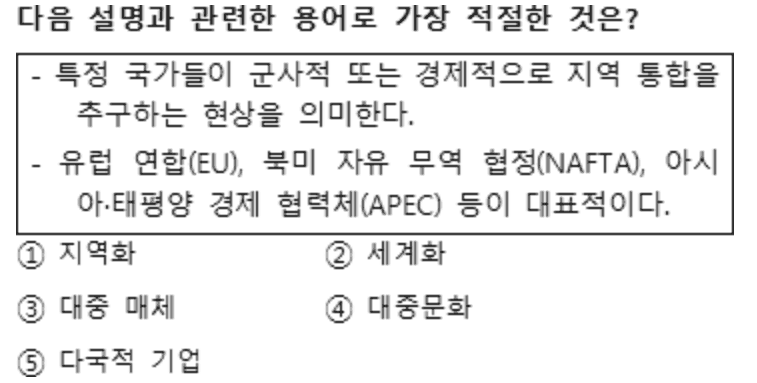 다음 설명과 관련한 용어로 가장 적절한 것은?
- 특정 국가들이 군사적 또는 경제적으로 지역 통합을
추구하는 현상을 의미한다.
- 유럽 연합(EU), 북미 자유 무역 협정(NAFTA), 아시
아·태평양 경제 협력체(APEC) 등이 대표적이다.
① 지역화 ② 세계화
③ 대중 매체 ④ 대중문화
⑤ 다국적 기업